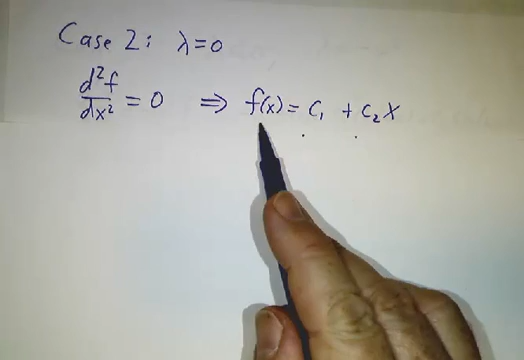 Case 2: λ=0
d²f/dx² = 0 ⇒ f(x) = c₁ + c₂x